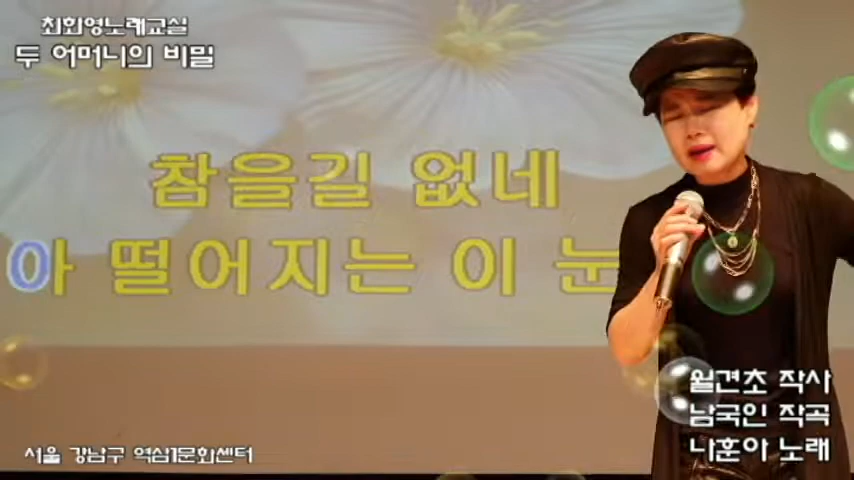 최회영노래교실
두 어머니의 비밀
참을길 없네
아 떨어지는 이 눈
월견초 작사
남국인 작곡
나훈아 노래
서울 강남구 역삼1문화센터